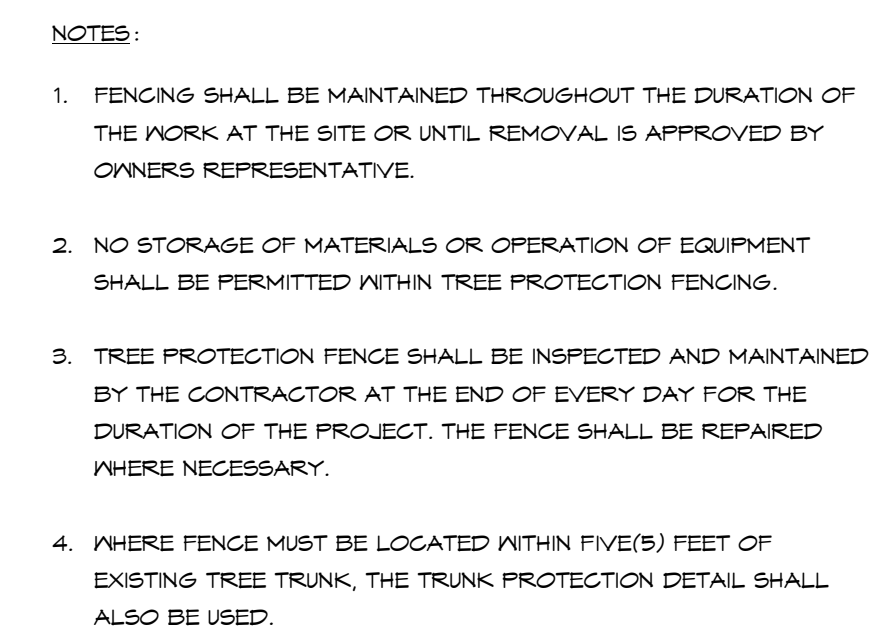 NOTES:
1. FENCING SHALL BE MAINTAINED THROUGHOUT THE DURATION OF
THE WORK AT THE SITE OR UNTIL REMOVAL IS APPROVED BY
OWNERS REPRESENTATIVE.
2. NO STORAGE OF MATERIALS OR OPERATION OF EQUIPMENT
SHALL BE PERMITTED WITHIN TREE PROTECTION FENCING.
3. TREE PROTECTION FENCE SHALL BE INSPECTED AND MAINTAINED
BY THE CONTRACTOR AT THE END OF EVERY DAY FOR THE
DURATION OF THE PROJECT. THE FENCE SHALL BE REPAIRED
WHERE NECESSARY.
4. WHERE FENCE MUST BE LOCATED WITHIN FIVE(5) FEET OF
EXISTING TREE TRUNK, THE TRUNK PROTECTION DETAIL SHALL
ALSO BE USED.